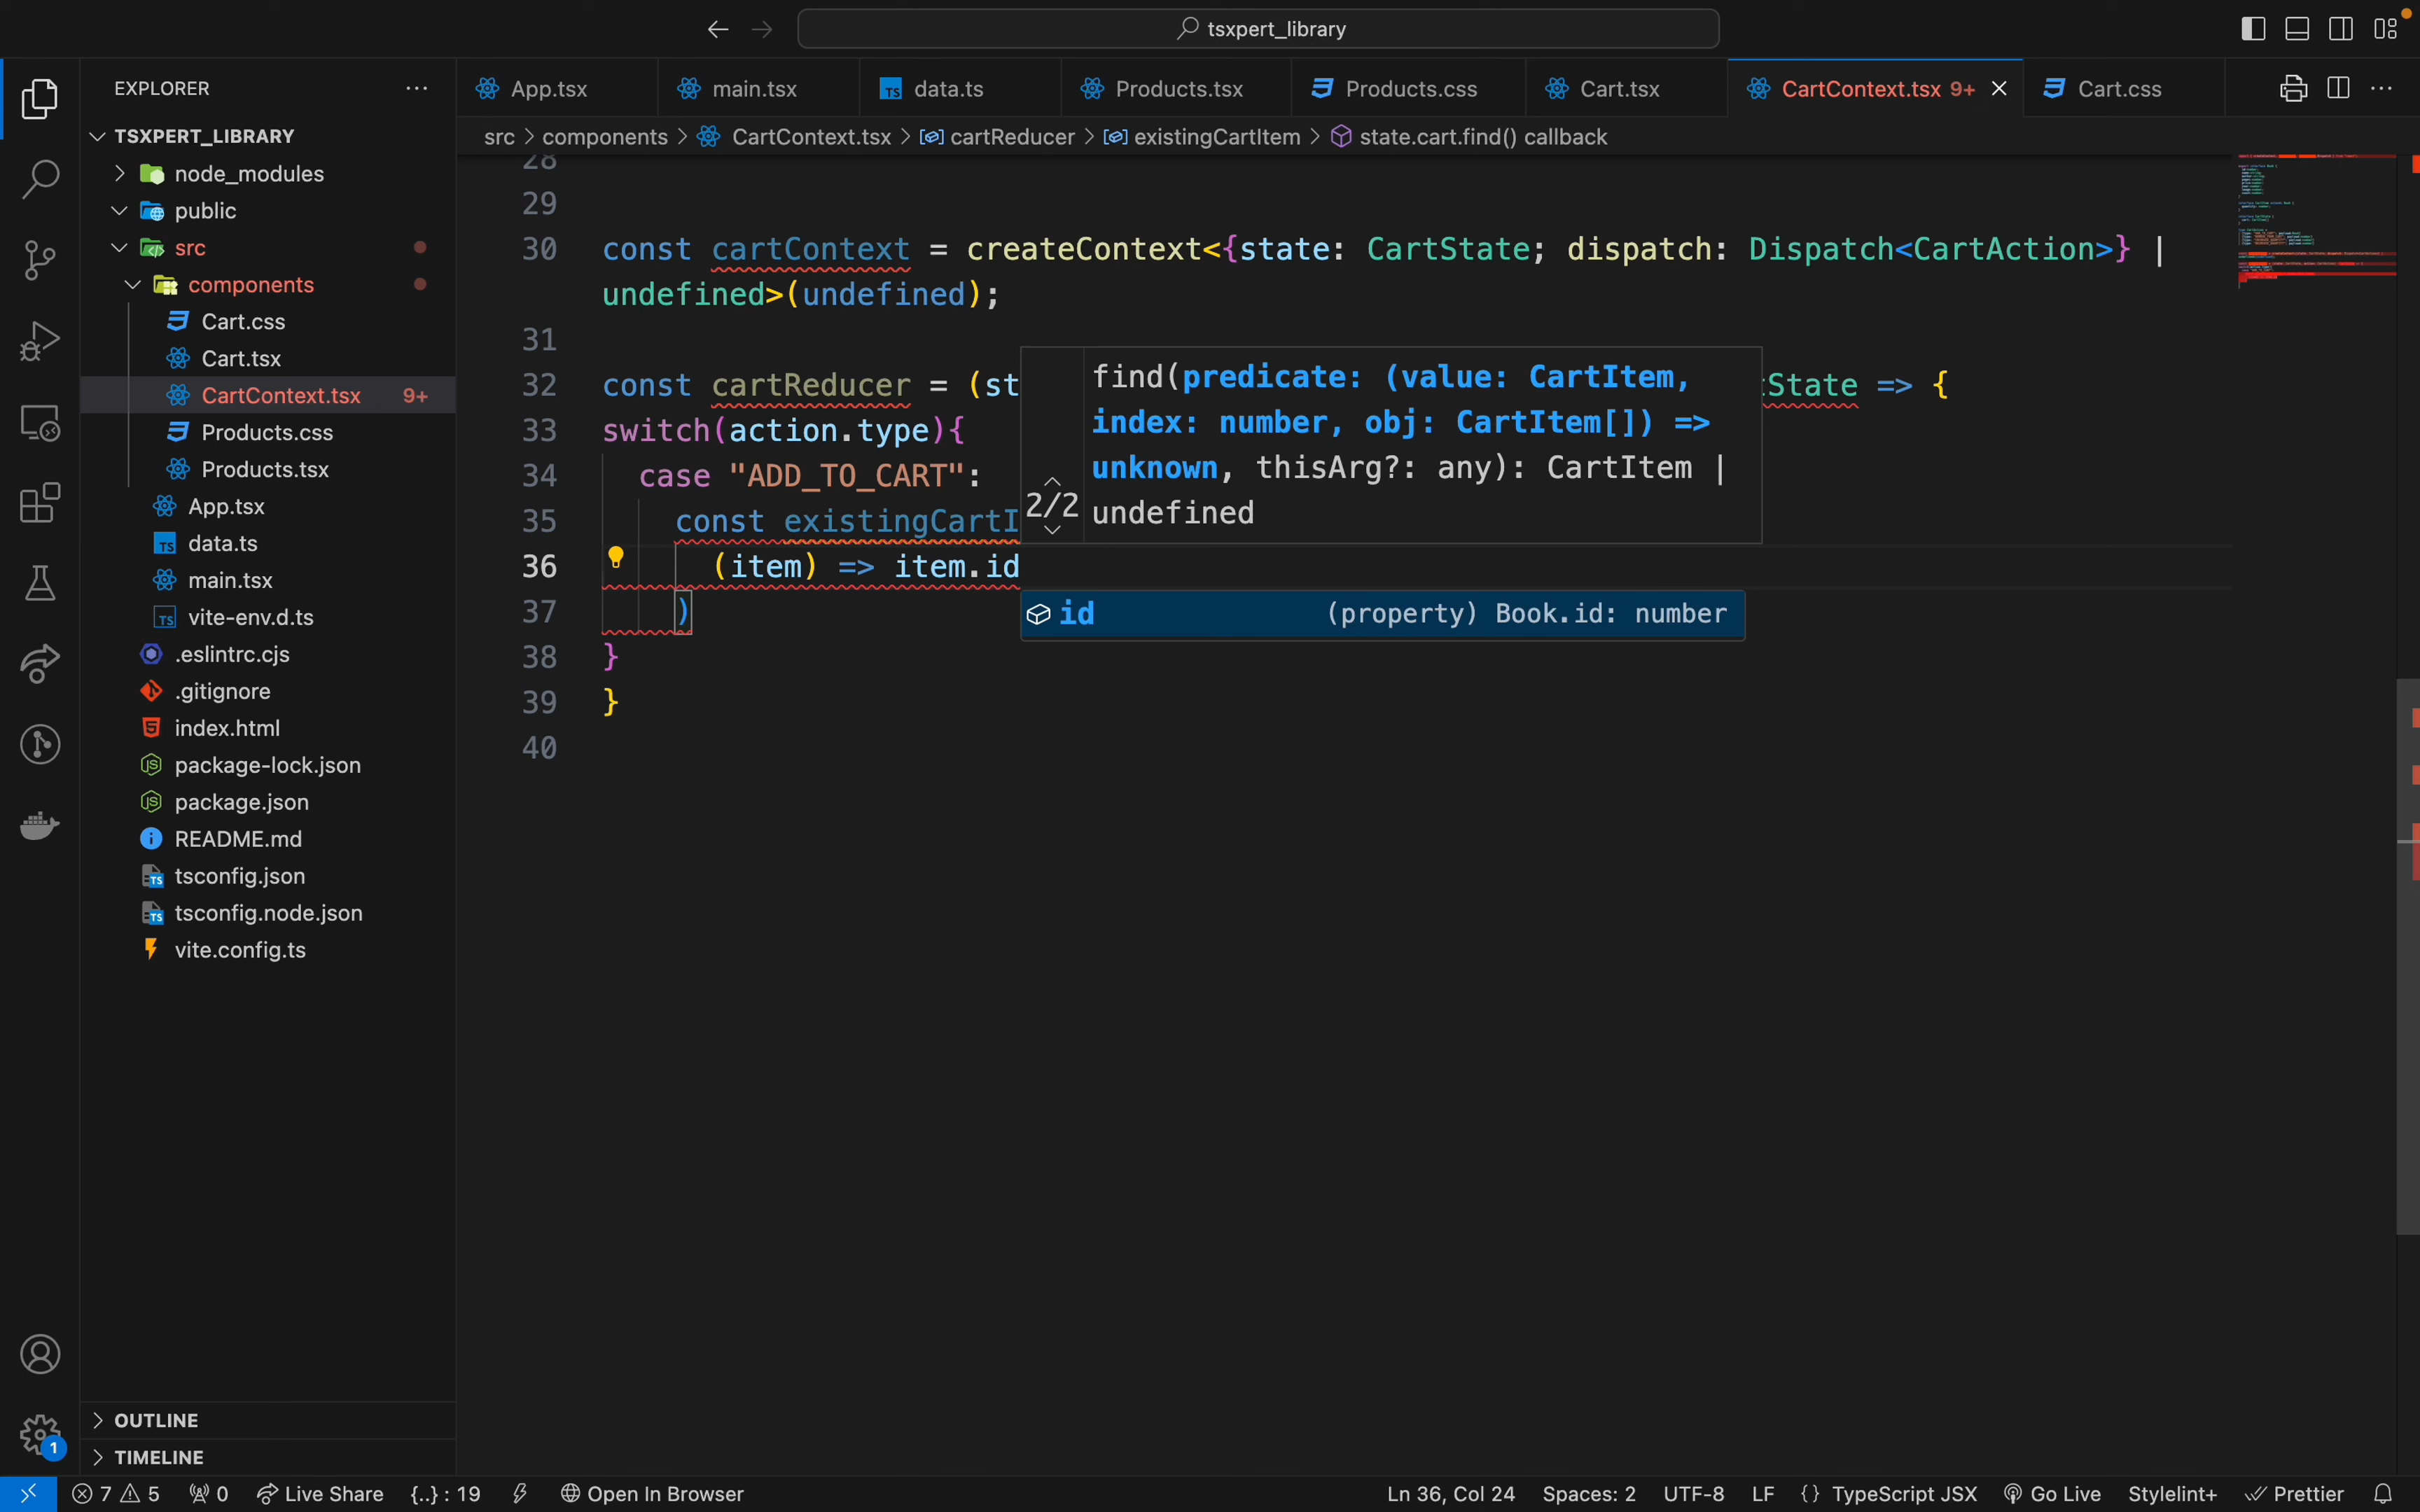 tsxpert_library
EXPLORER
App.tsx
main.tsx
TS data.ts
Products.tsx
Products.css
Cart.tsx
CartContext.tsx 9+
Cart.css
src > components > CartContext.tsx > cartReducer > existingCartItem > state.cart.find() callback
TSXPERT_LIBRARY
node_modules
public
src
components
Cart.css
Cart.tsx
CartContext.tsx 9+
Products.css
Products.tsx
App.tsx
TS data.ts
main.tsx
TS vite-env.d.ts
.eslintrc.cjs
.gitignore
index.html
package-lock.json
package.json
README.md
tsconfig.json
tsconfig.node.json
vite.config.ts
OUTLINE
TIMELINE
28
29
30 const cartContext = createContext<{state: CartState; dispatch: Dispatch<CartAction>} |
undefined>(undefined);
31
32 const cartReducer = (st
tState => {
33 switch(action.type){
34 case "ADD_TO_CART":
35 const existingCartI
36 (item) => item.id
37 )
38 }
39 }
40
2/2
find(predicate: (value: CartItem,
index: number, obj: CartItem[]) =>
unknown, thisArg?: any): CartItem |
undefined
id (property) Book.id: number
1
7 5 0 Live Share {..} : 19 Open In Browser Ln 36, Col 24 Spaces: 2 UTF-8 LF {} TypeScript JSX Go Live Stylelint+ Prettier